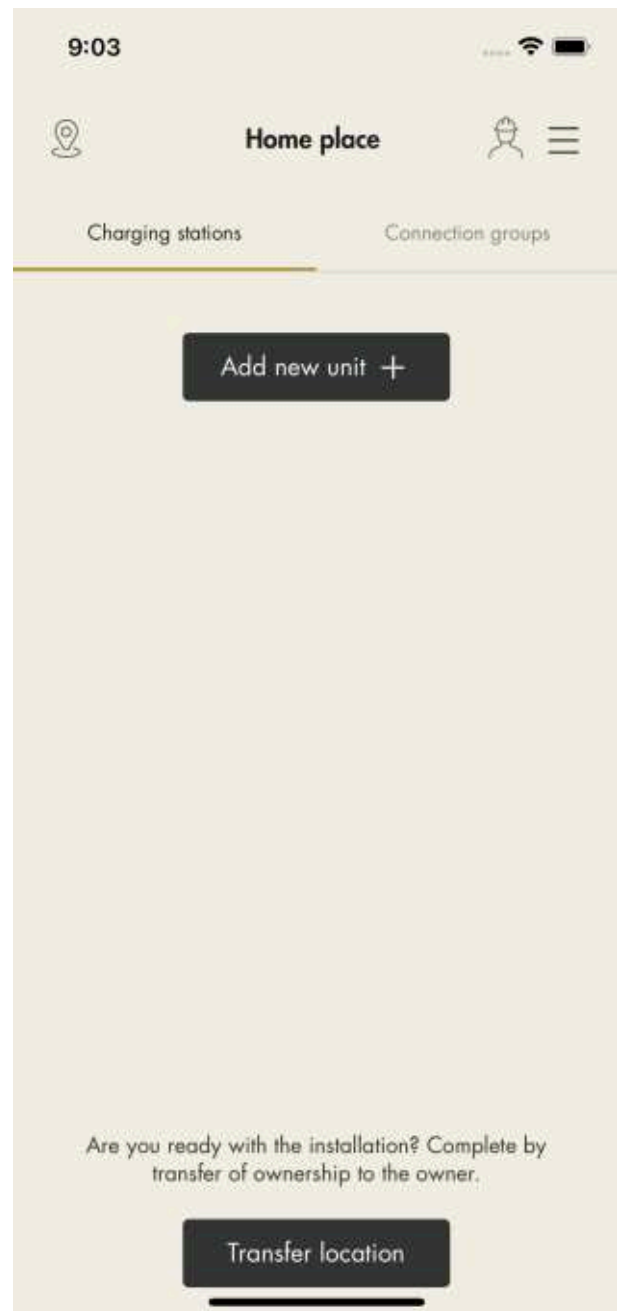 9:03
Home place
Charging stations
Connection groups
Add new unit +
Are you ready with the installation? Complete by
transfer of ownership to the owner.
Transfer location